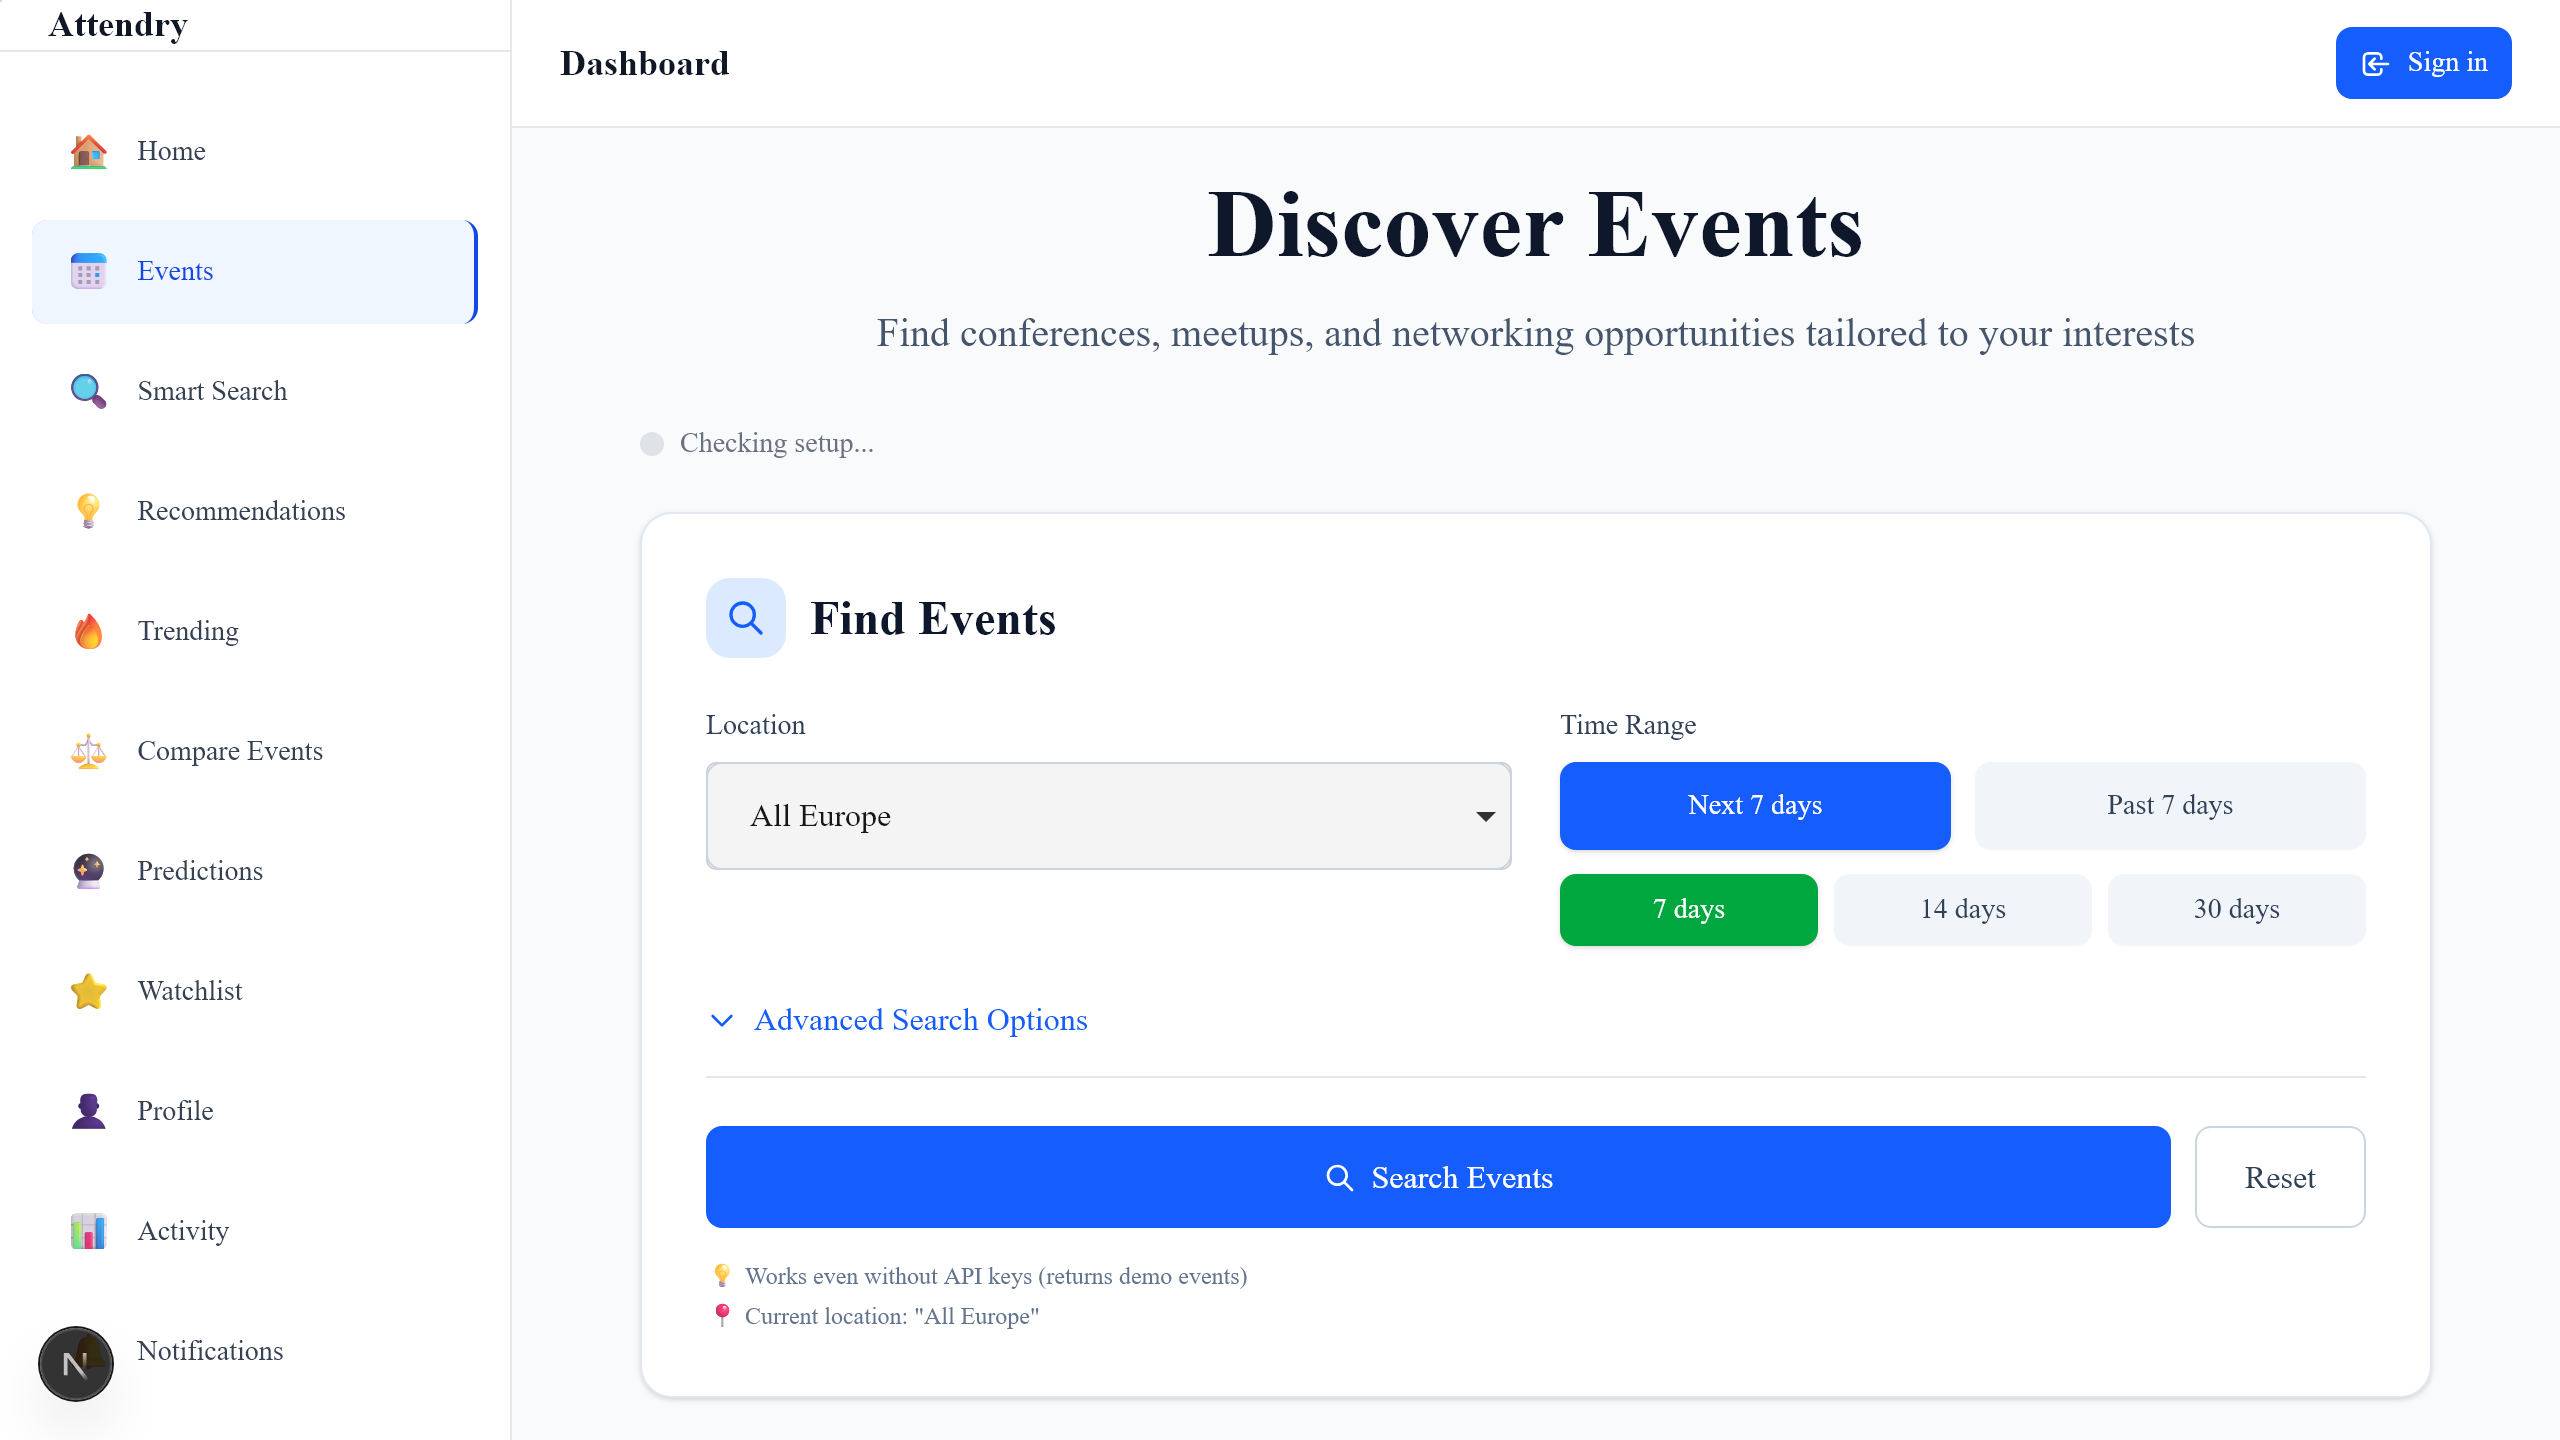 Attendry
Home
Events
Smart Search
Recommendations
Trending
Compare Events
Predictions
Watchlist
Profile
Activity
Notifications
N
Dashboard
Sign in
Discover Events
Find conferences, meetups, and networking opportunities tailored to your interests
Checking setup...
Find Events
Location
All Europe
Time Range
Next 7 days
Past 7 days
7 days
14 days
30 days
Advanced Search Options
Search Events
Reset
Works even without API keys (returns demo events)
Current location: "All Europe"